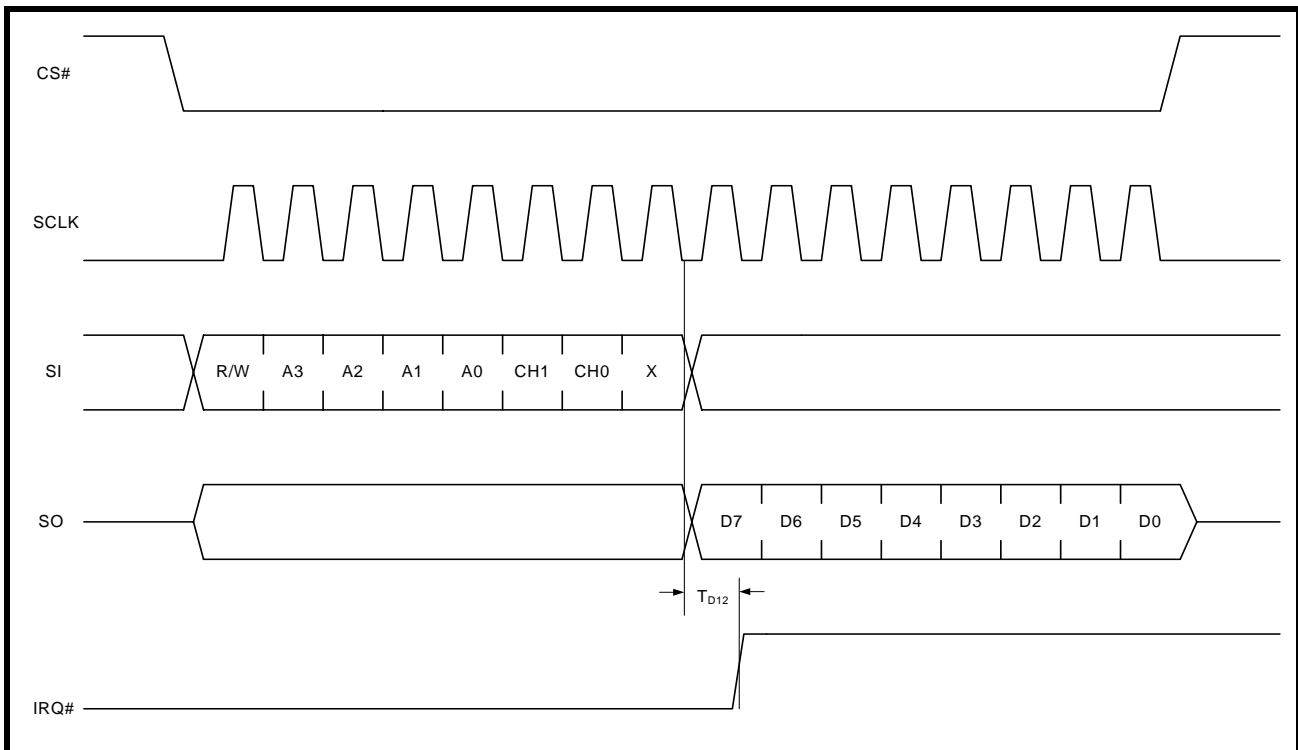 CS#
SCLK
SI R/W A3 A2 A1 A0 CH1 CH0 X
SO D7 D6 D5 D4 D3 D2 D1 D0
TD12
IRQ#